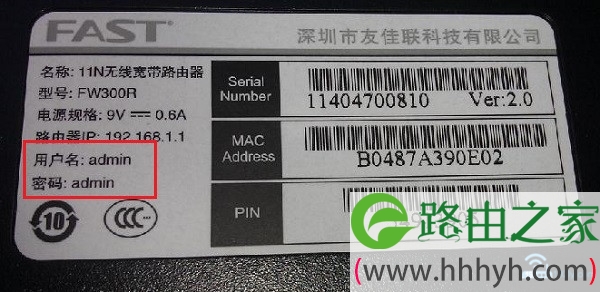 FAST
深圳市友佳联科技有限公司
名称: 11N无线宽带路由器
型号: FW300R
电源规格: 9V ⎓ 0.6A
路由器IP: 192.168.1.1
用户名: admin
密码: admin
10
CCC
Serial Number
11404700810 Ver:2.0
MAC Address
B0487A390E02
PIN
路由之家
(www.hhhyh.com)